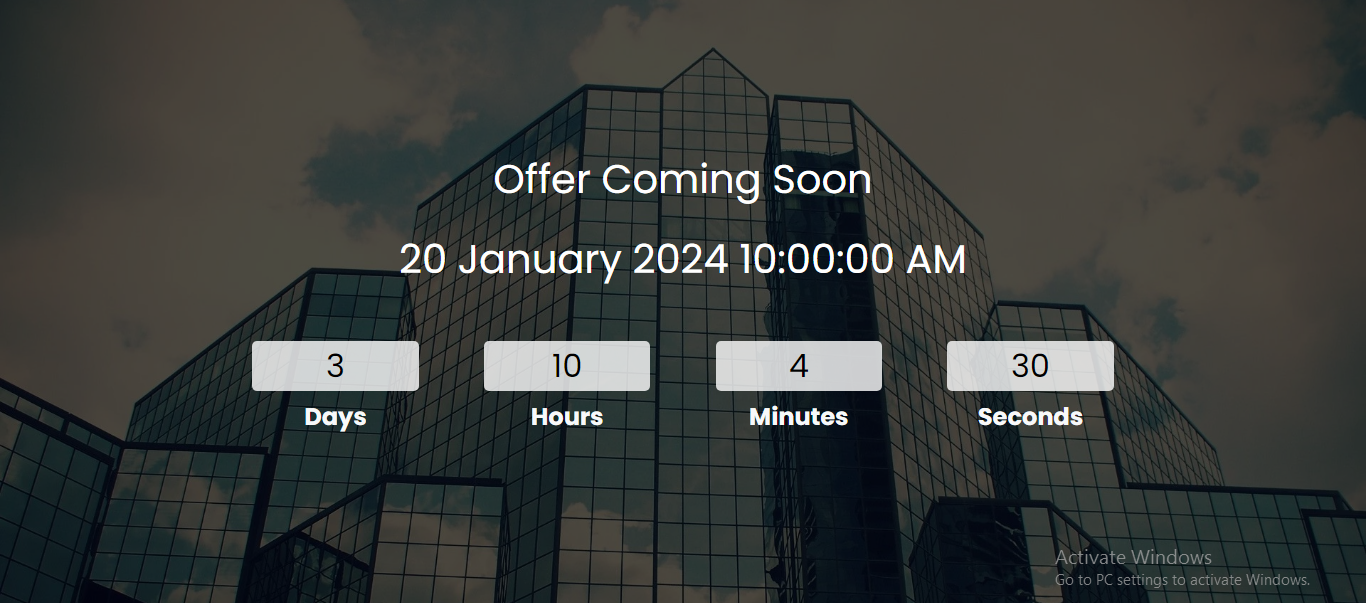 Offer Coming Soon
20 January 2024 10:00:00 AM
3 10 4 30
Days Hours Minutes Seconds
Activate Windows
Go to PC settings to activate Windows.